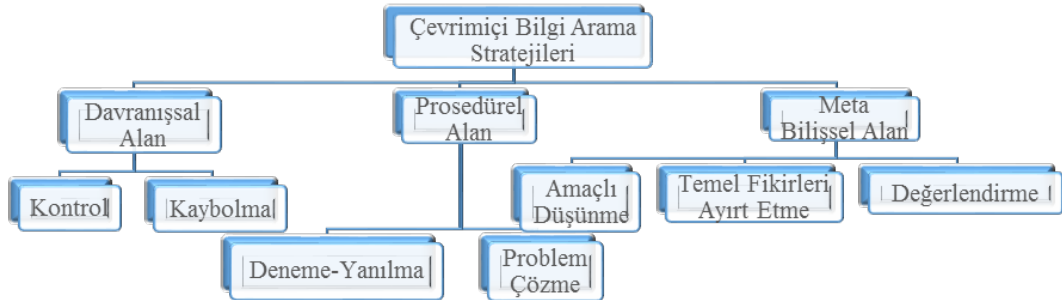 Çevrimiçi Bilgi Arama
Stratejileri
Davranışsal
Alan
Prosedürel
Alan
Meta
Bilişsel Alan
Kontrol
Kaybolma
Amaçlı
Düşünme
Temel Fikirleri
Ayırt Etme
Değerlendirme
Deneme-Yanılma
Problem
Çözme